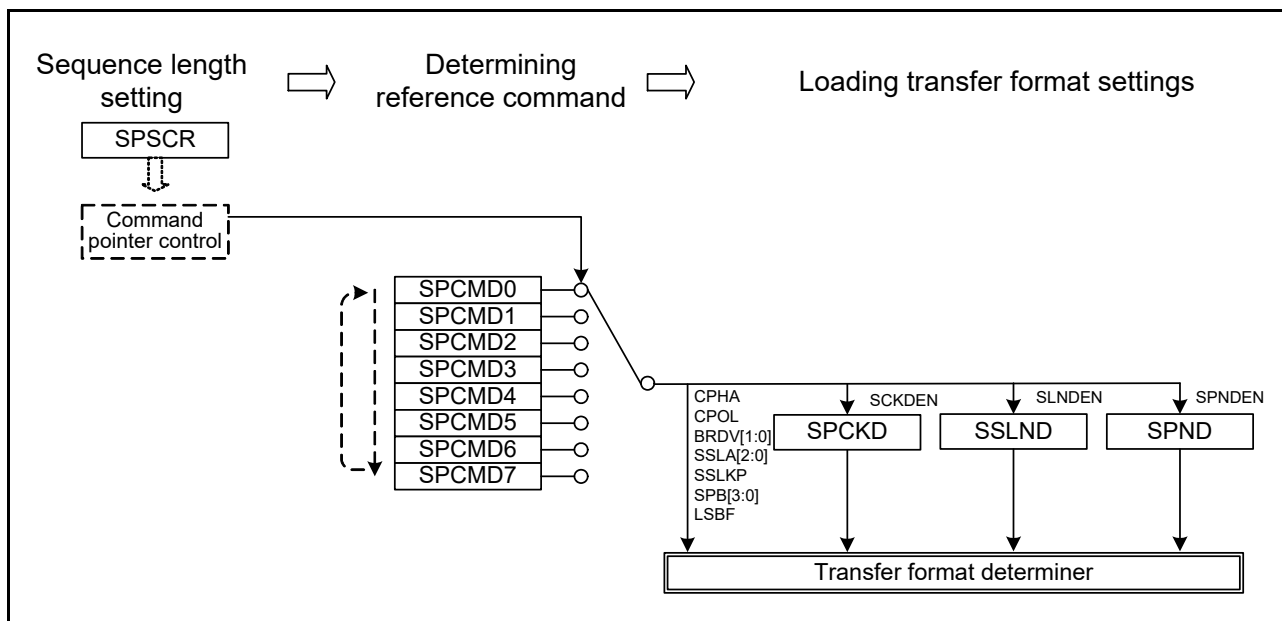 Sequence length
setting
Determining
reference command
Loading transfer format settings
SPSCR
Command
pointer control
SPCMD0
SPCMD1
SPCMD2
SPCMD3
SPCMD4
SPCMD5
SPCMD6
SPCMD7
CPHA
CPOL
BRDV[1:0]
SSLA[2:0]
SSLKP
SPB[3:0]
LSBF
SCKDEN
SPCKD
SLNDEN
SSLND
SPNDEN
SPND
Transfer format determiner